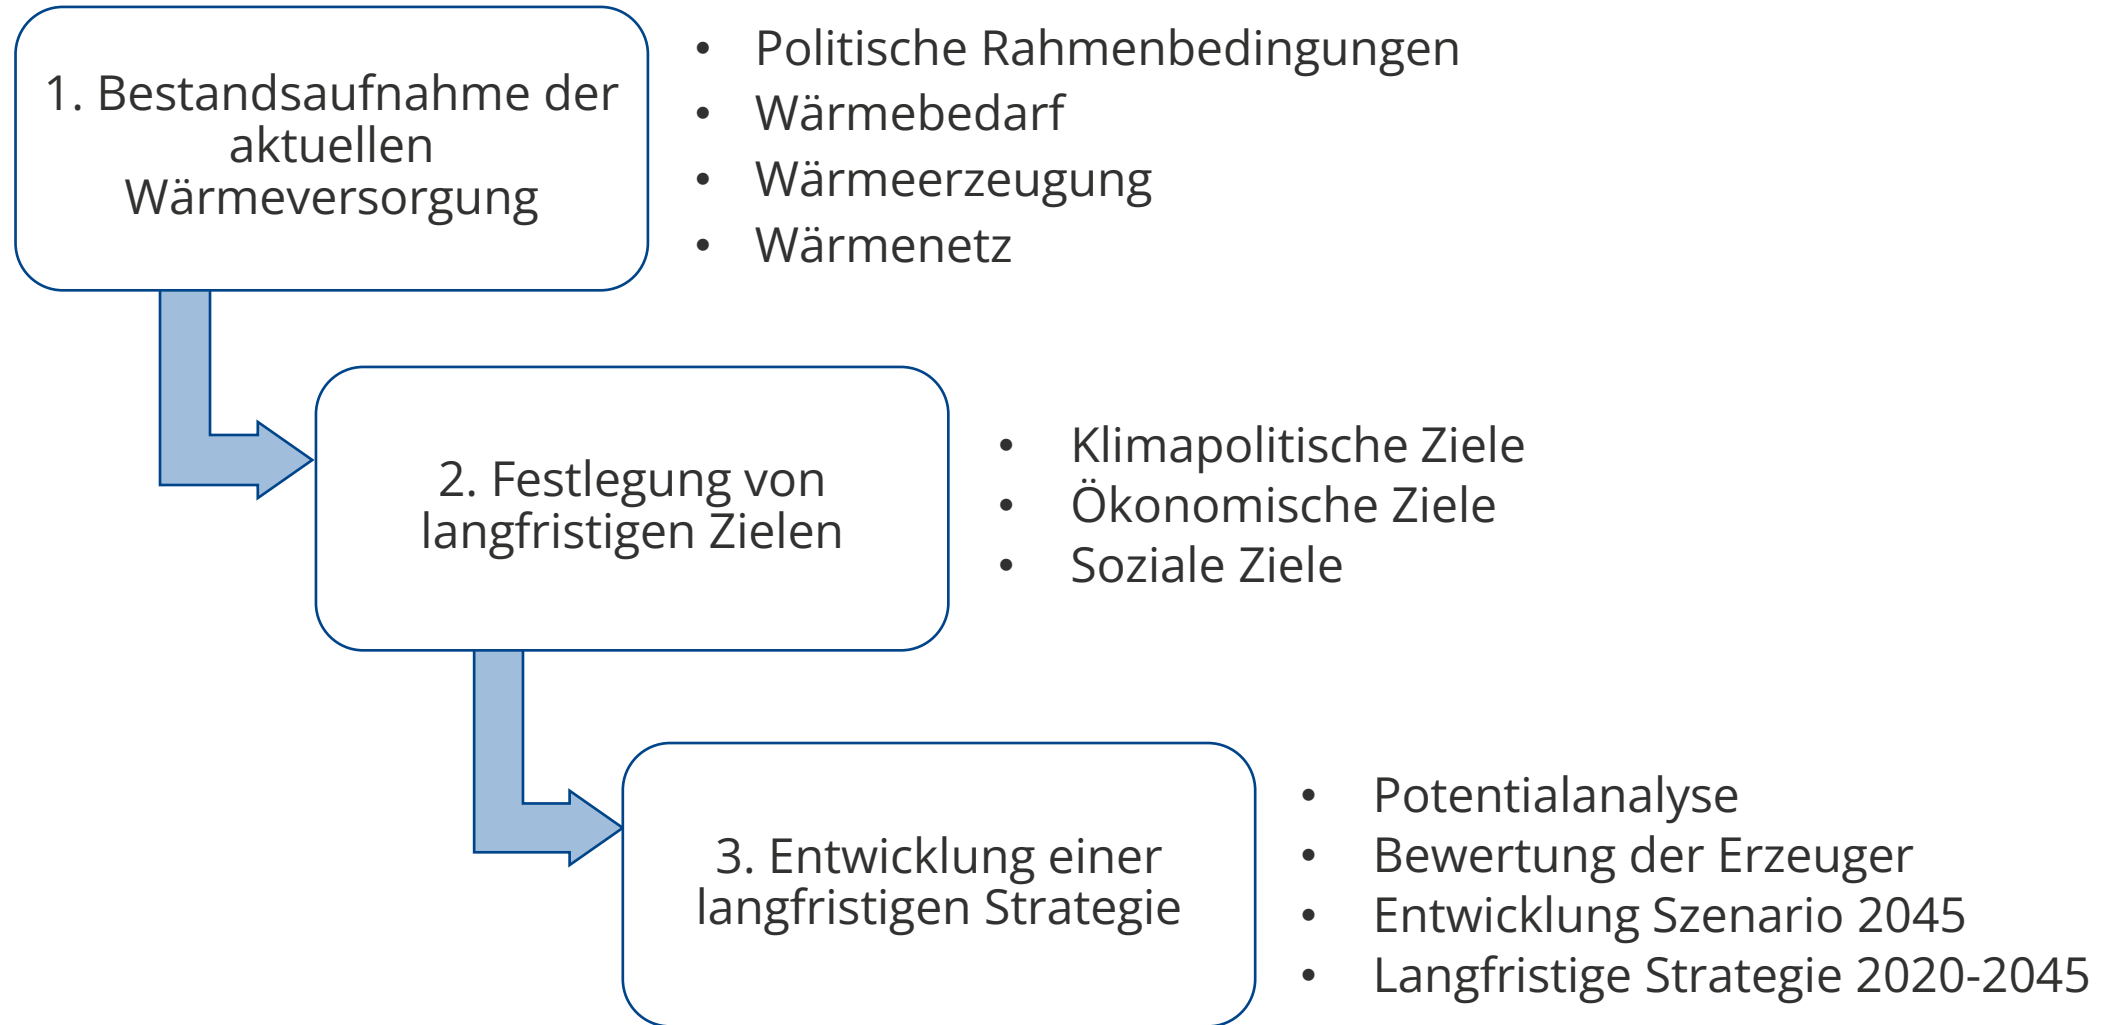 1. Bestandsaufnahme der
aktuellen
Wärmeversorgung
• Politische Rahmenbedingungen
• Wärmebedarf
• Wärmeerzeugung
• Wärmenetz
2. Festlegung von
langfristigen Zielen
• Klimapolitische Ziele
• Ökonomische Ziele
• Soziale Ziele
3. Entwicklung einer
langfristigen Strategie
• Potentialanalyse
• Bewertung der Erzeuger
• Entwicklung Szenario 2045
• Langfristige Strategie 2020-2045